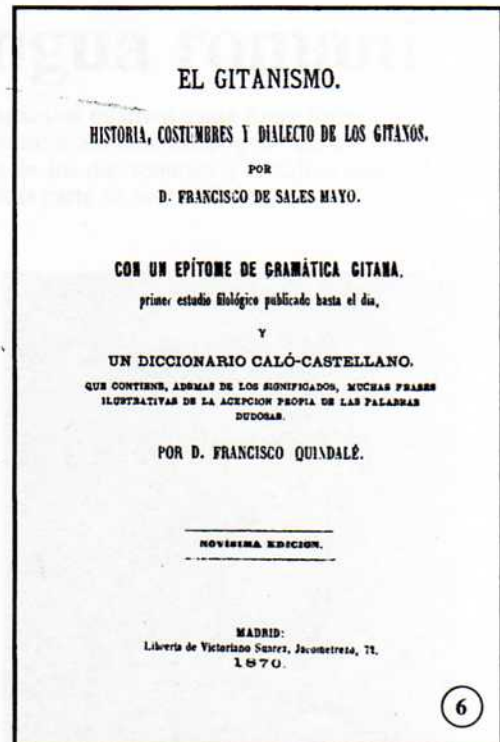 EL GITANISMO.
HISTORIA, COSTUMBRES Y DIALECTO DE LOS GITANOS,
POR
D. FRANCISCO DE SALES MAYO.
CON UN EPÍTOME DE GRAMÁTICA GITANA,
primer estudio filológico publicado hasta el dia,
Y
UN DICCIONARIO CALÓ-CASTELLANO.
QUE CONTIENE, ADEMAS DE LOS SIGNIFICADOS, MUCHAS FRASES
ILUSTRATIVAS DE LA ACEPCION PROPIA DE LAS PALABRAS
DUDOSAS.
POR D. FRANCISCO QUINDALÉ.
NOVÍSIMA EDICION.
MADRID:
Librería de Victoriano Suarez, Jacometrezo, 72.
1870.
6